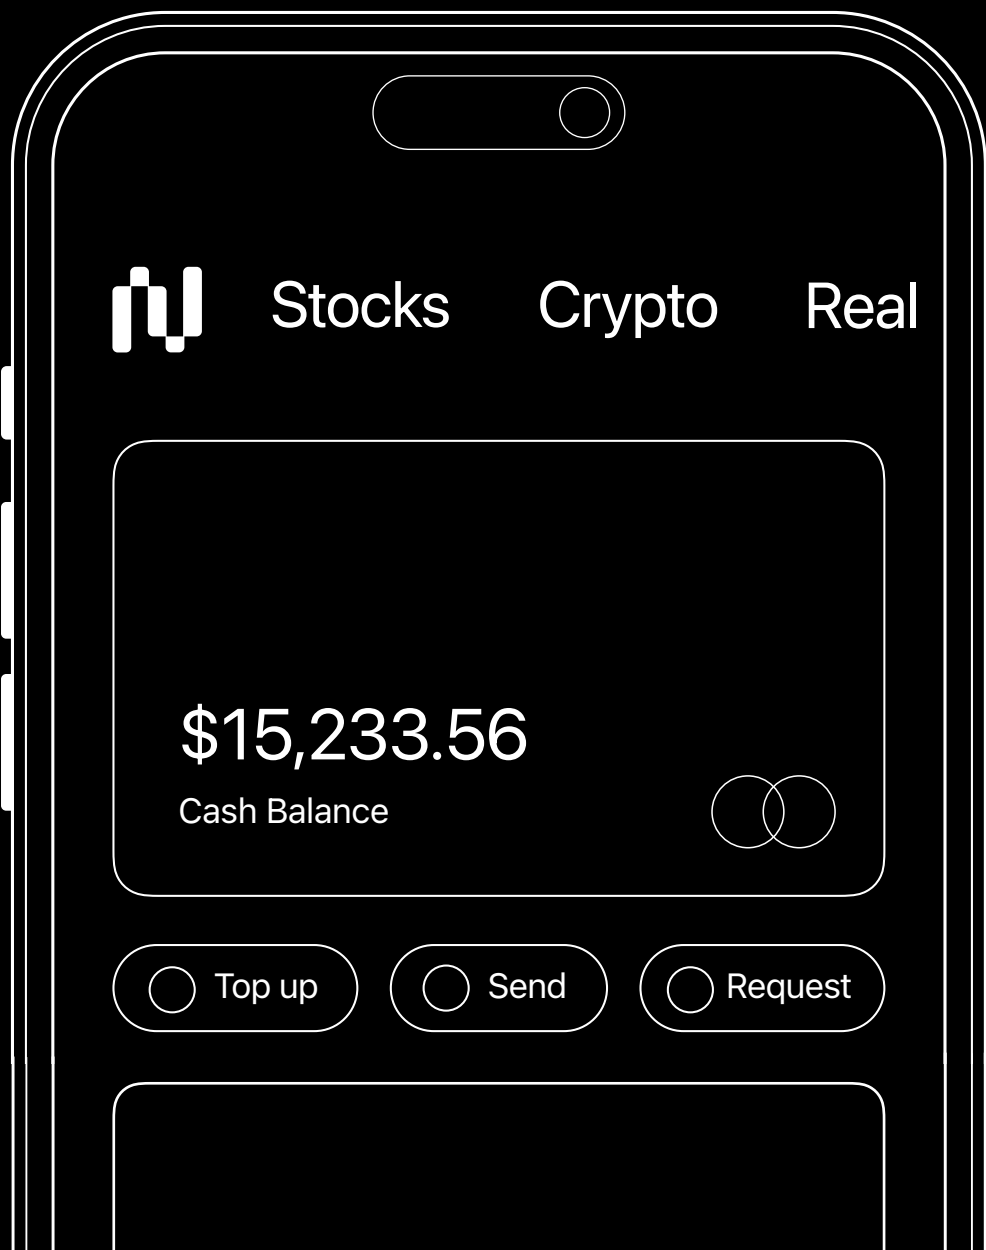 Stocks Crypto Real
$15,233.56
Cash Balance
Top up Send Request